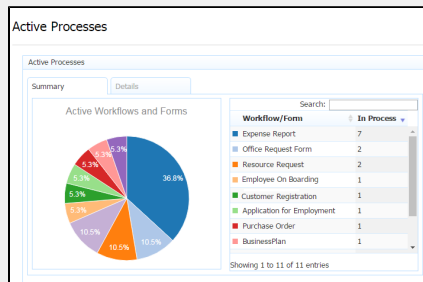 Active Processes
Active Processes
Summary Details
Active Workflows and Forms
5.3%
5.3%
5.3%
5.3%
5.3%
5.3%
10.5%
10.5%
10.5%
36.8%
Search:
Workflow/Form In Process
Expense Report 7
Office Request Form 2
Resource Request 2
Employee On Boarding 1
Customer Registration 1
Application for Employment 1
Purchase Order 1
BusinessPlan 1
Showing 1 to 11 of 11 entries